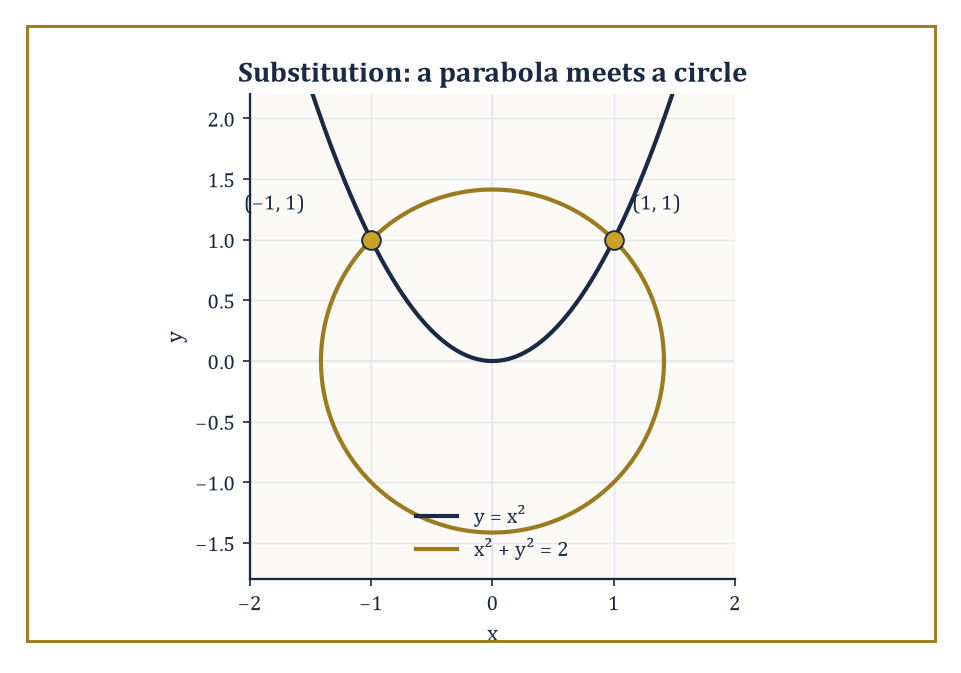 Substitution: a parabola meets a circle
2.0
1.5
(−1, 1)
(1, 1)
1.0
0.5
y
0.0
−0.5
−1.0
y = x²
−1.5
x² + y² = 2
−2 −1 0 1 2
x